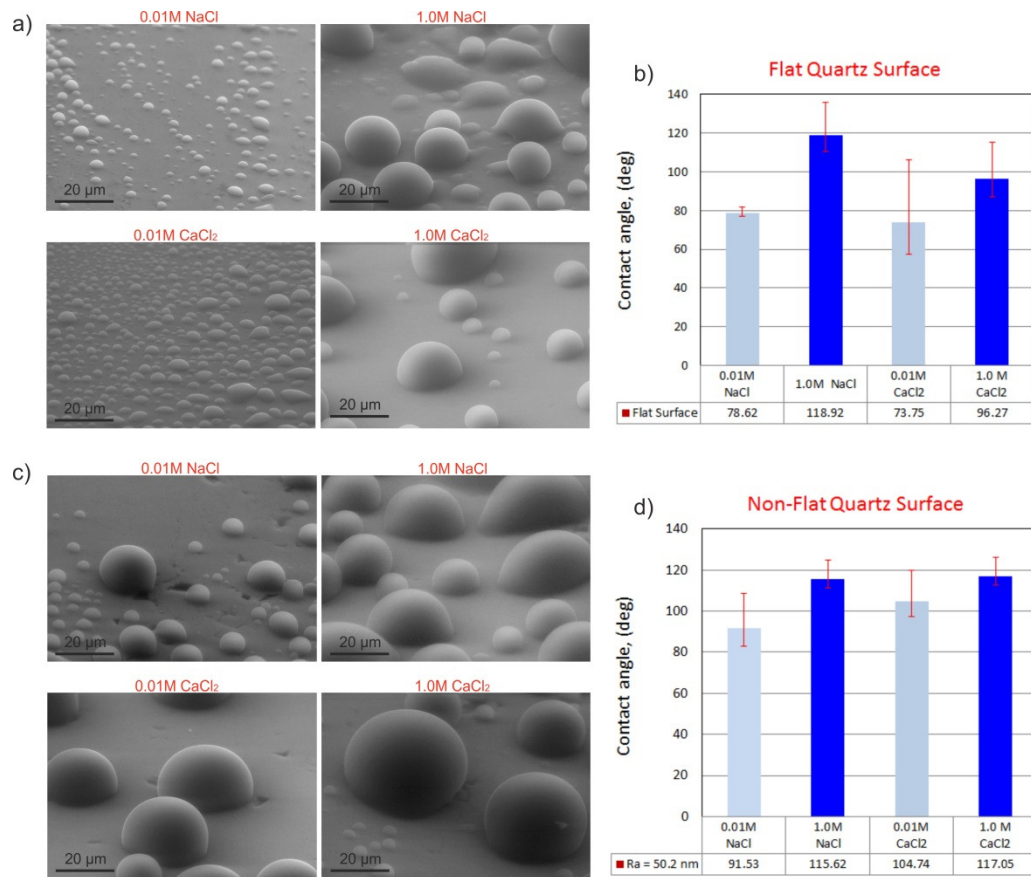 a)
0.01M NaCl
1.0M NaCl
20 µm
20 µm
0.01M CaCl₂
1.0M CaCl₂
20 µm
20 µm
b)
Flat Quartz Surface
Contact angle, (deg)
140
120
100
80
60
40
20
0
0.01M NaCl
1.0M NaCl
0.01M CaCl2
1.0 M CaCl2
Flat Surface 78.62 118.92 73.75 96.27
c)
0.01M NaCl
1.0M NaCl
20 µm
20 µm
0.01M CaCl₂
1.0M CaCl₂
20 µm
20 µm
d)
Non-Flat Quartz Surface
Contact angle, (deg)
140
120
100
80
60
40
20
0
0.01M NaCl
1.0M NaCl
0.01M CaCl2
1.0 M CaCl2
Ra = 50.2 nm 91.53 115.62 104.74 117.05